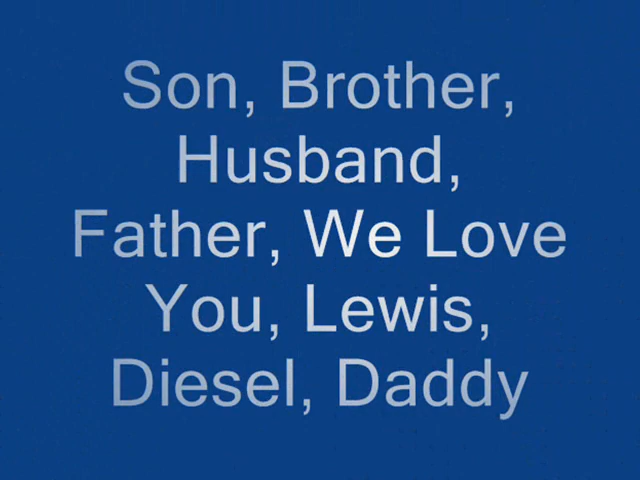 Son, Brother,
Husband,
Father, We Love
You, Lewis,
Diesel, Daddy